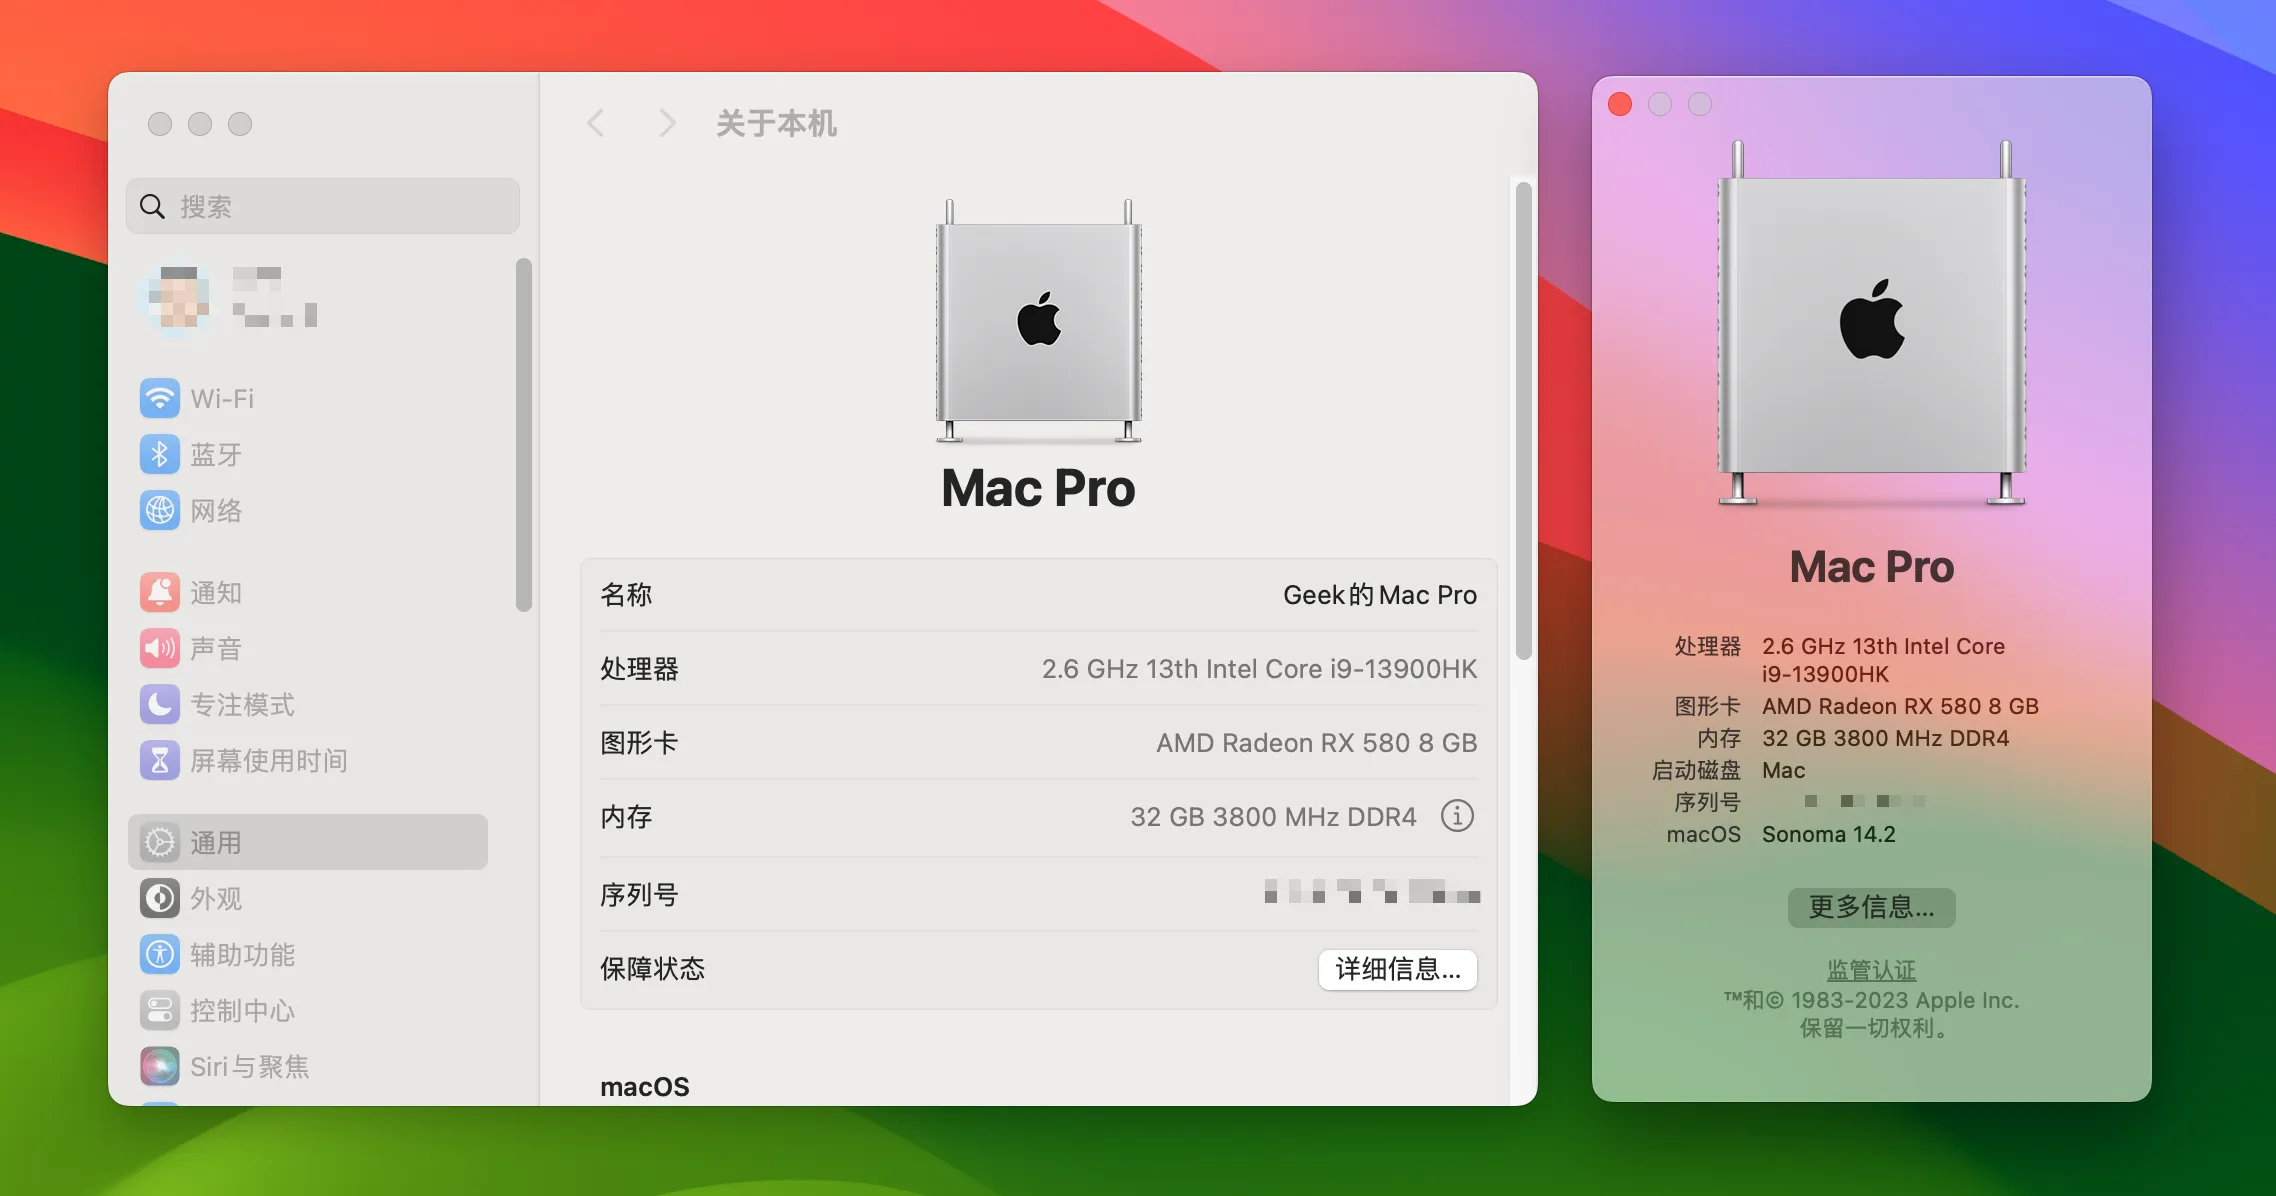 搜索
Wi-Fi
蓝牙
网络
通知
声音
专注模式
屏幕使用时间
通用
外观
辅助功能
控制中心
Siri与聚焦
关于本机
Mac Pro
名称 Geek的Mac Pro
处理器 2.6 GHz 13th Intel Core i9-13900HK
图形卡 AMD Radeon RX 580 8 GB
内存 32 GB 3800 MHz DDR4
序列号
保障状态 详细信息...
macOS
Mac Pro
处理器 2.6 GHz 13th Intel Core
i9-13900HK
图形卡 AMD Radeon RX 580 8 GB
内存 32 GB 3800 MHz DDR4
启动磁盘 Mac
序列号
macOS Sonoma 14.2
更多信息...
监管认证
™和© 1983-2023 Apple Inc.
保留一切权利。